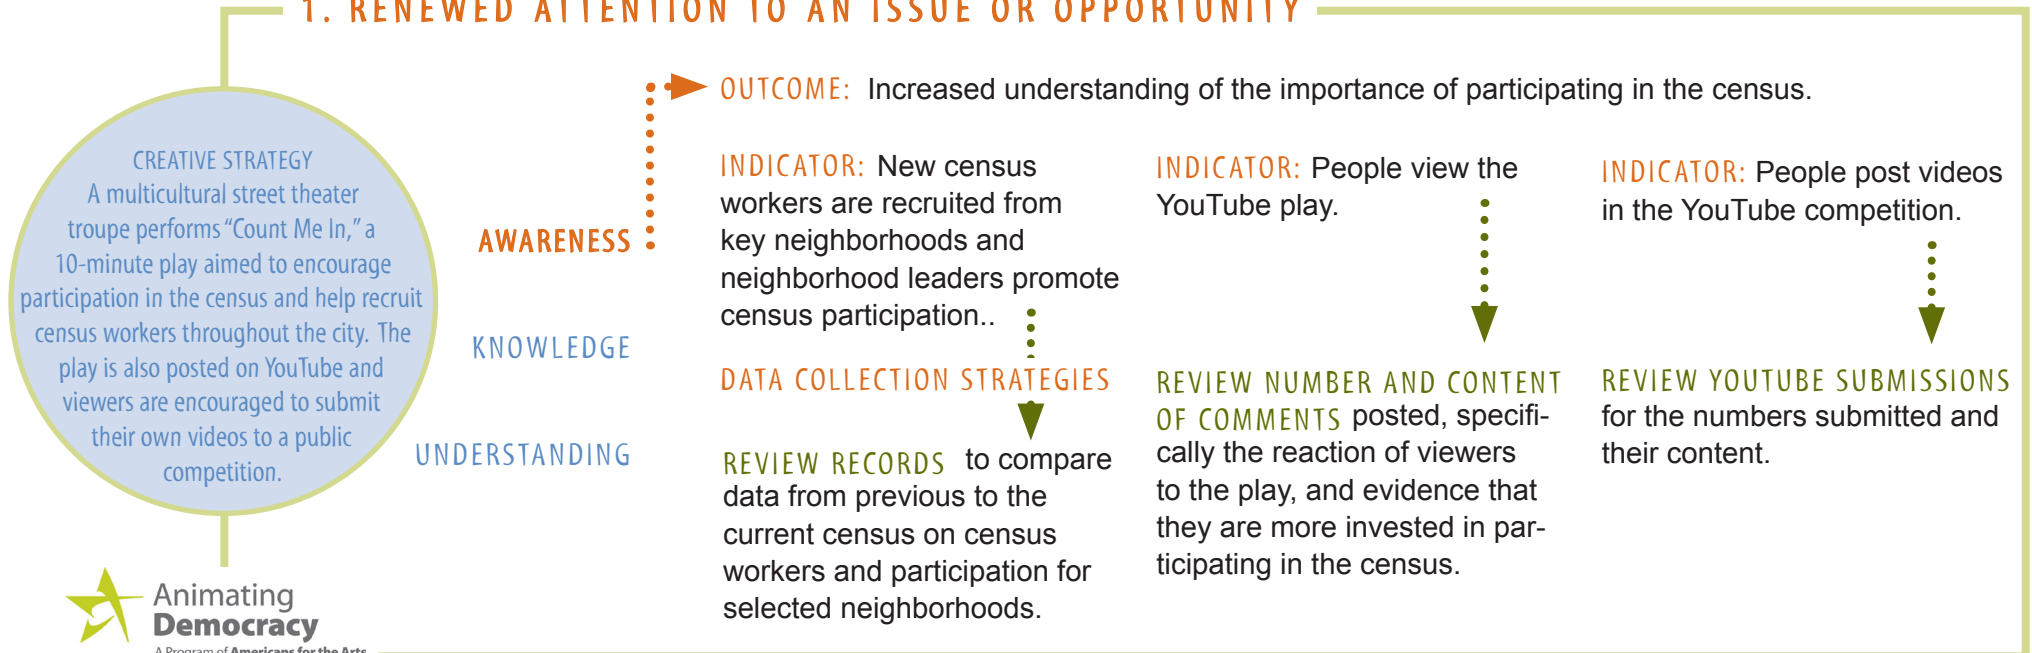 1. RENEWED ATTENTION TO AN ISSUE OR OPPORTUNITY
CREATIVE STRATEGY
A multicultural street theater
troupe performs “Count Me In,” a
10-minute play aimed to encourage
participation in the census and help recruit
census workers throughout the city. The
play is also posted on YouTube and
viewers are encouraged to submit
their own videos to a public
competition.
AWARENESS
KNOWLEDGE
UNDERSTANDING
OUTCOME: Increased understanding of the importance of participating in the census.
INDICATOR: New census
workers are recruited from
key neighborhoods and
neighborhood leaders promote
census participation..
DATA COLLECTION STRATEGIES
REVIEW RECORDS to compare
data from previous to the
current census on census
workers and participation for
selected neighborhoods.
INDICATOR: People view the
YouTube play.
REVIEW NUMBER AND CONTENT
OF COMMENTS posted, specifi-
cally the reaction of viewers
to the play, and evidence that
they are more invested in par-
ticipating in the census.
INDICATOR: People post videos
in the YouTube competition.
REVIEW YOUTUBE SUBMISSIONS
for the numbers submitted and
their content.
Animating
Democracy
A Program of Americans for the Arts